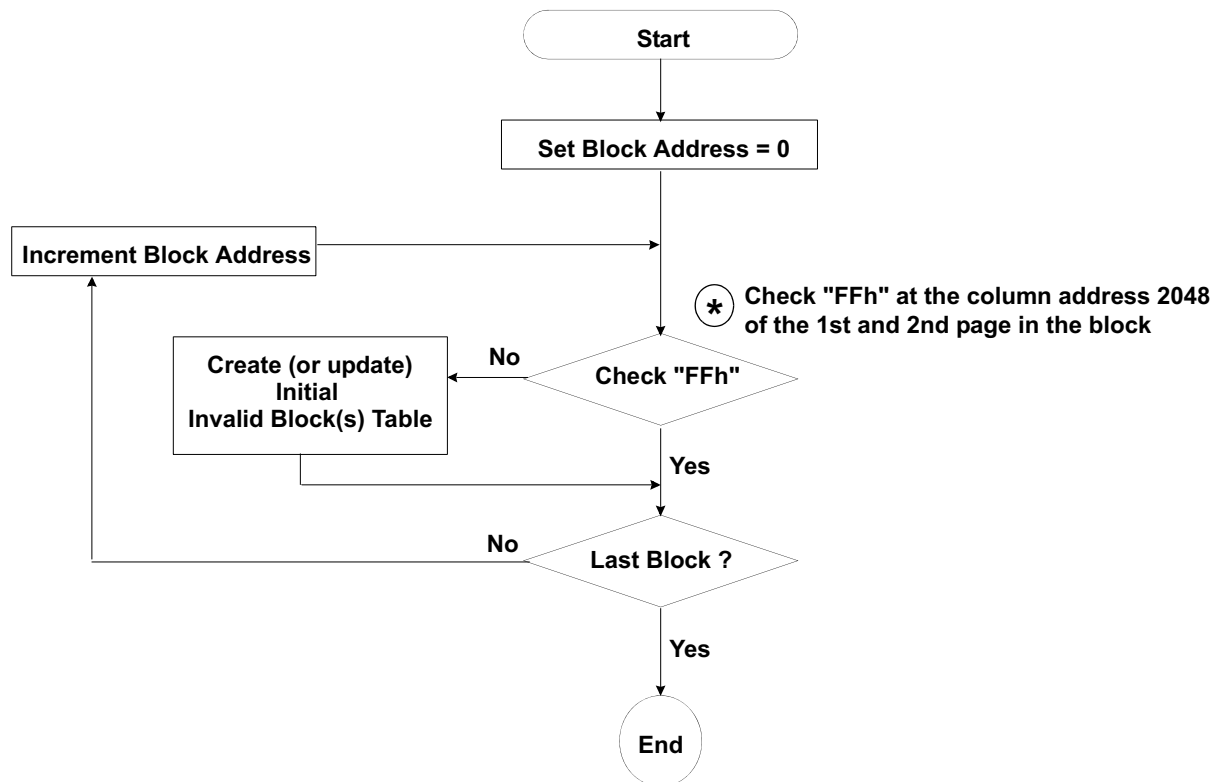 Start
Set Block Address = 0
Increment Block Address
* Check "FFh" at the column address 2048
of the 1st and 2nd page in the block
No
Create (or update)
Initial
Invalid Block(s) Table
Check "FFh"
Yes
No
Last Block ?
Yes
End